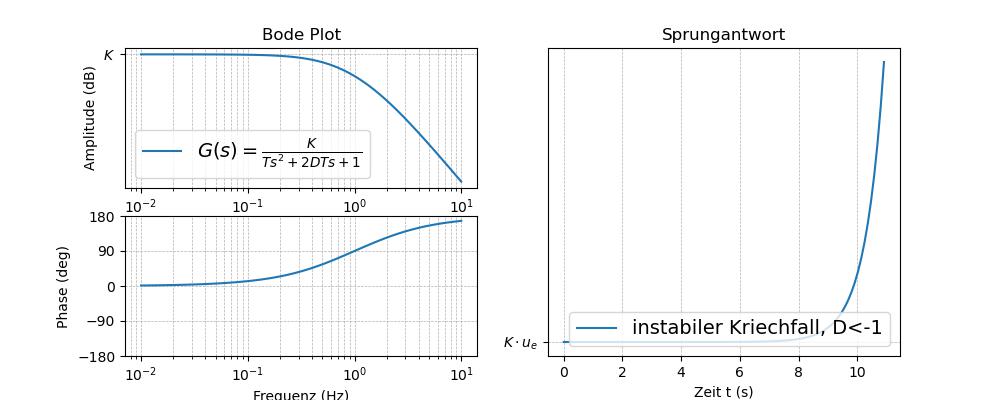 Bode Plot
K
Amplitude (dB)
G(s) = K / Ts² + 2DTs + 1
10⁻² 10⁻¹ 10⁰ 10¹
180
90
0
−90
−180
Phase (deg)
10⁻² 10⁻¹ 10⁰ 10¹
Frequenz (Hz)
Sprungantwort
instabiler Kriechfall, D<-1
K · uₑ
0 2 4 6 8 10
Zeit t (s)